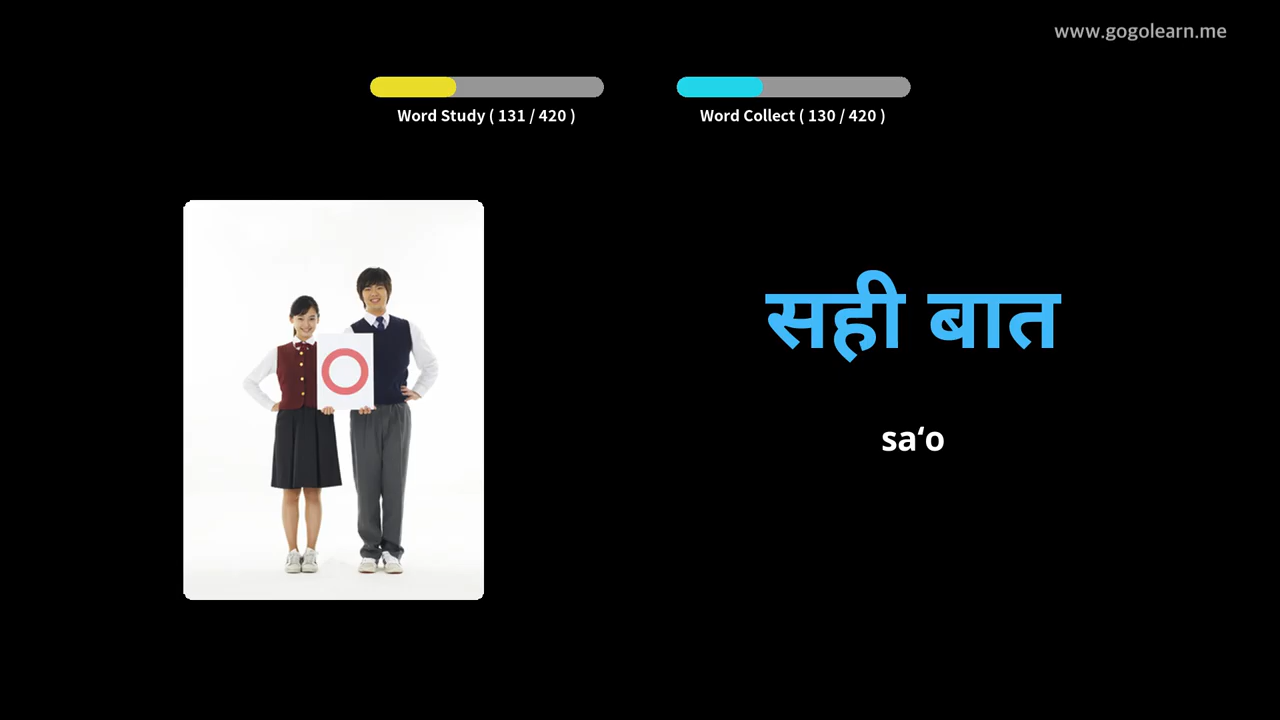 www.gogolearn.me
Word Study ( 131 / 420 )
Word Collect ( 130 / 420 )
सही बात
sa‘o